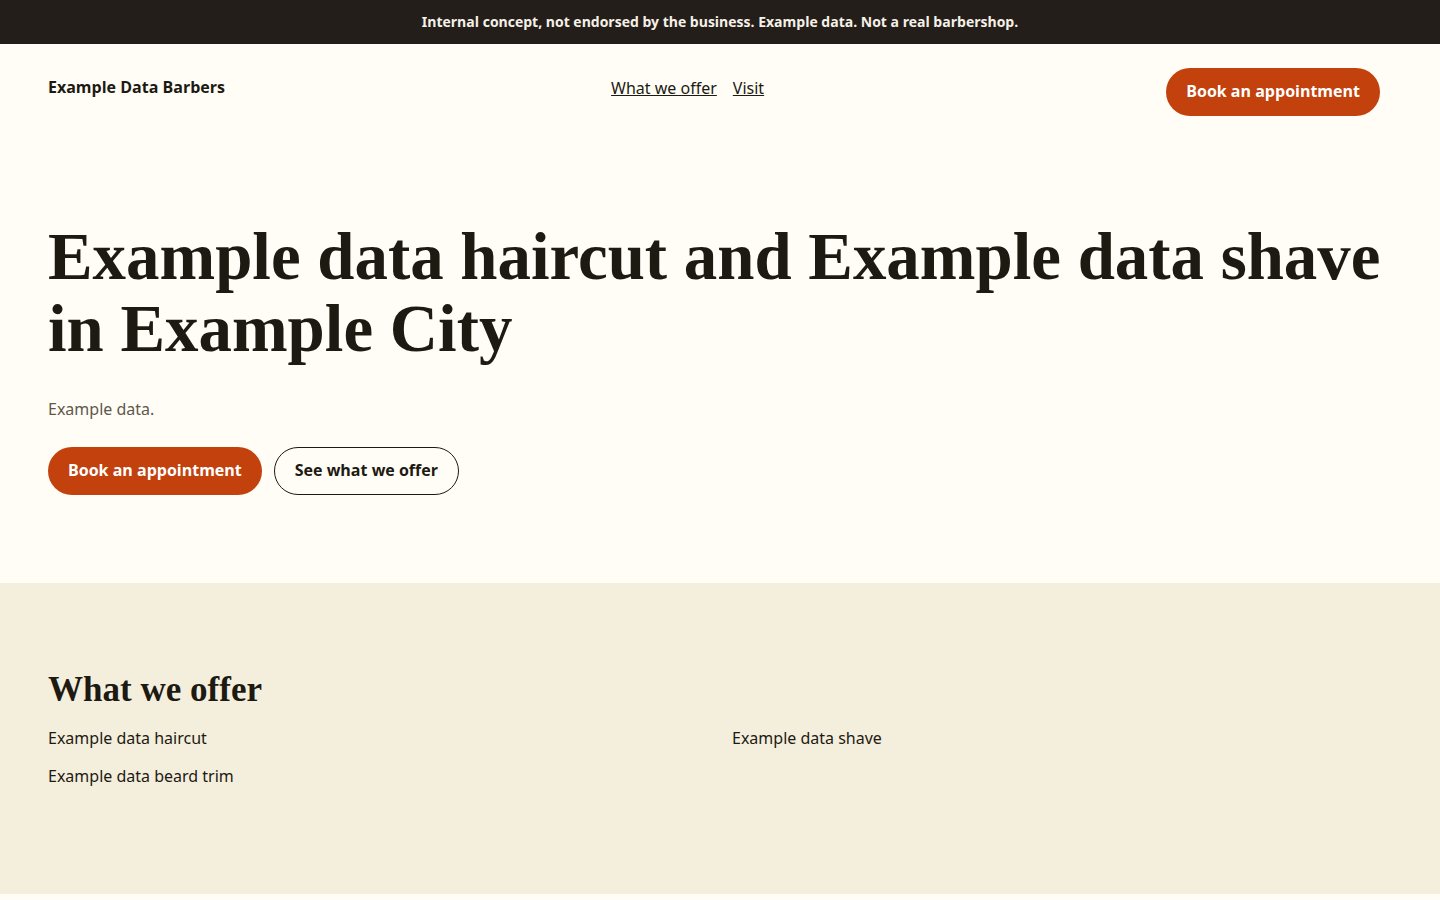 Internal concept, not endorsed by the business. Example data. Not a real barbershop.
Example Data Barbers
What we offer
Visit
Book an appointment
Example data haircut and Example data shave
in Example City
Example data.
Book an appointment
See what we offer
What we offer
Example data haircut
Example data shave
Example data beard trim